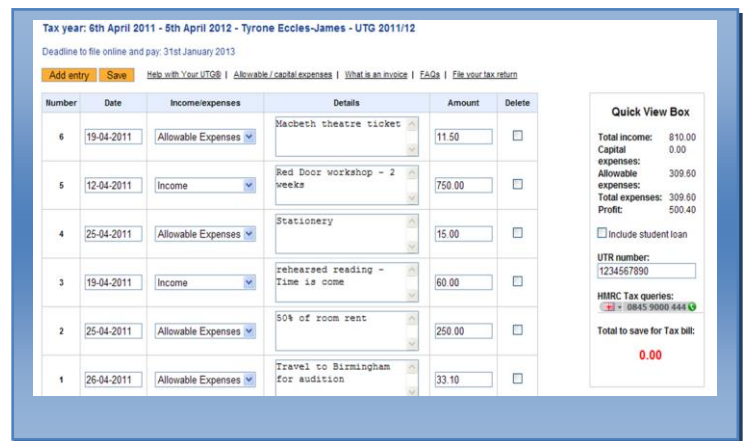 Tax year: 6th April 2011 - 5th April 2012 - Tyrone Eccles-James - UTG 2011/12
Deadline to file online and pay: 31st January 2013
Add entry Save Help with Your UTG® | Allowable / capital expenses | What is an invoice | FAQs | File your tax return
Number Date Income/expenses Details Amount Delete
6 19-04-2011 Allowable Expenses Macbeth theatre ticket 11.50
5 12-04-2011 Income Red Door workshop - 2
weeks 750.00
4 25-04-2011 Allowable Expenses Stationery 15.00
3 19-04-2011 Income rehearsed reading -
Time is come 60.00
2 25-04-2011 Allowable Expenses 50% of room rent 250.00
1 26-04-2011 Allowable Expenses Travel to Birmingham
for audition 33.10
Quick View Box
Total income: 810.00
Capital 0.00
expenses:
Allowable 309.60
expenses:
Total expenses: 309.60
Profit: 500.40
Include student loan
UTR number:
1234567890
HMRC Tax queries:
0845 9000 444
Total to save for Tax bill:
0.00